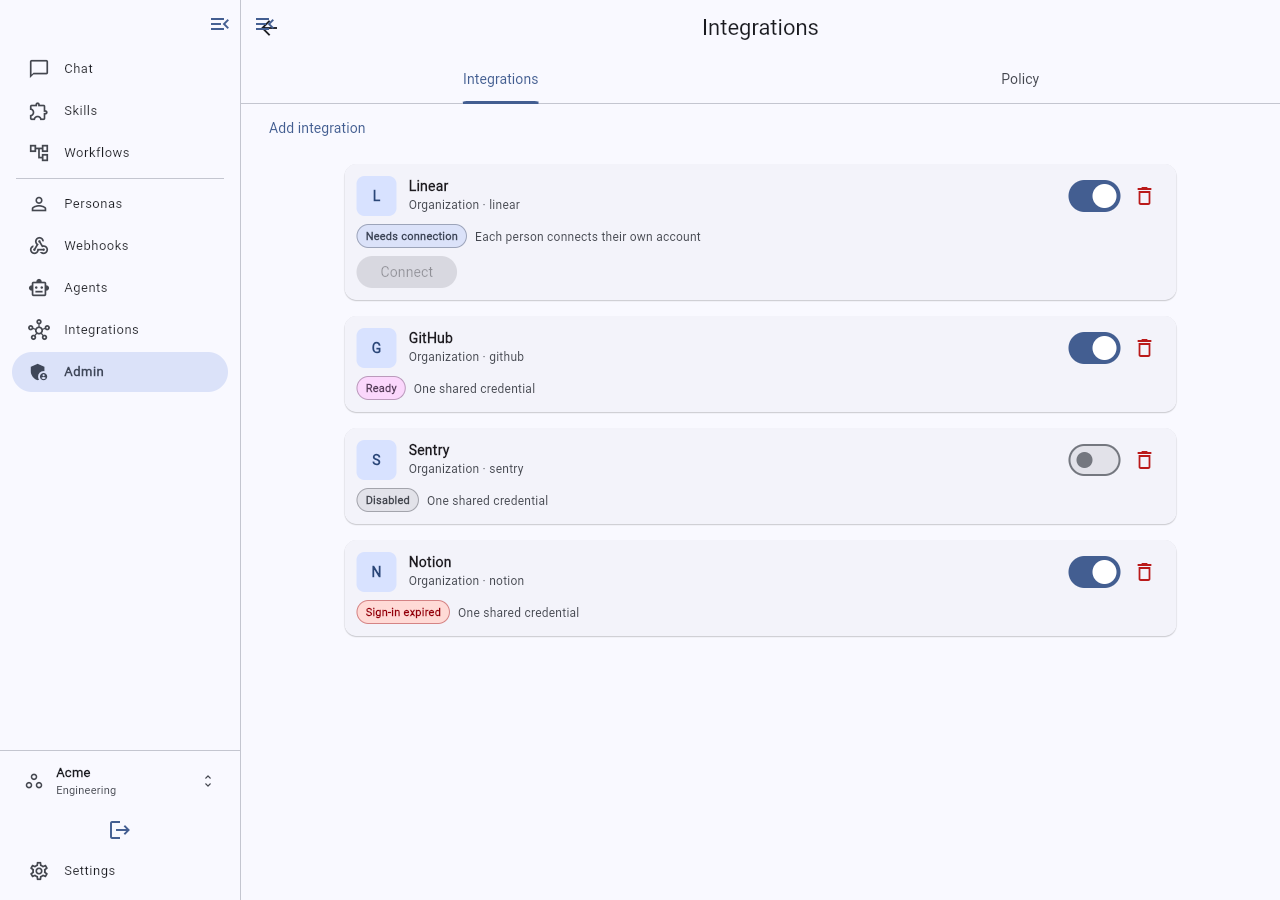 Chat
Skills
Workflows
Personas
Webhooks
Agents
Integrations
Admin
Acme
Engineering
Settings
Integrations
Integrations
Policy
Add integration
L
Linear
Organization · linear
Needs connection
Each person connects their own account
Connect
G
GitHub
Organization · github
Ready
One shared credential
S
Sentry
Organization · sentry
Disabled
One shared credential
N
Notion
Organization · notion
Sign-in expired
One shared credential